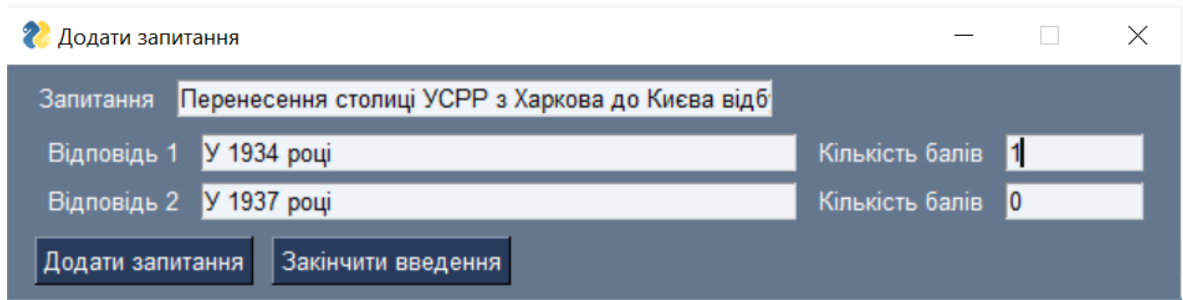 Додати запитання
Запитання Перенесення столиці УСРР з Харкова до Києва відб
Відповідь 1 У 1934 році Кількість балів 1
Відповідь 2 У 1937 році Кількість балів 0
Додати запитання Закінчити введення